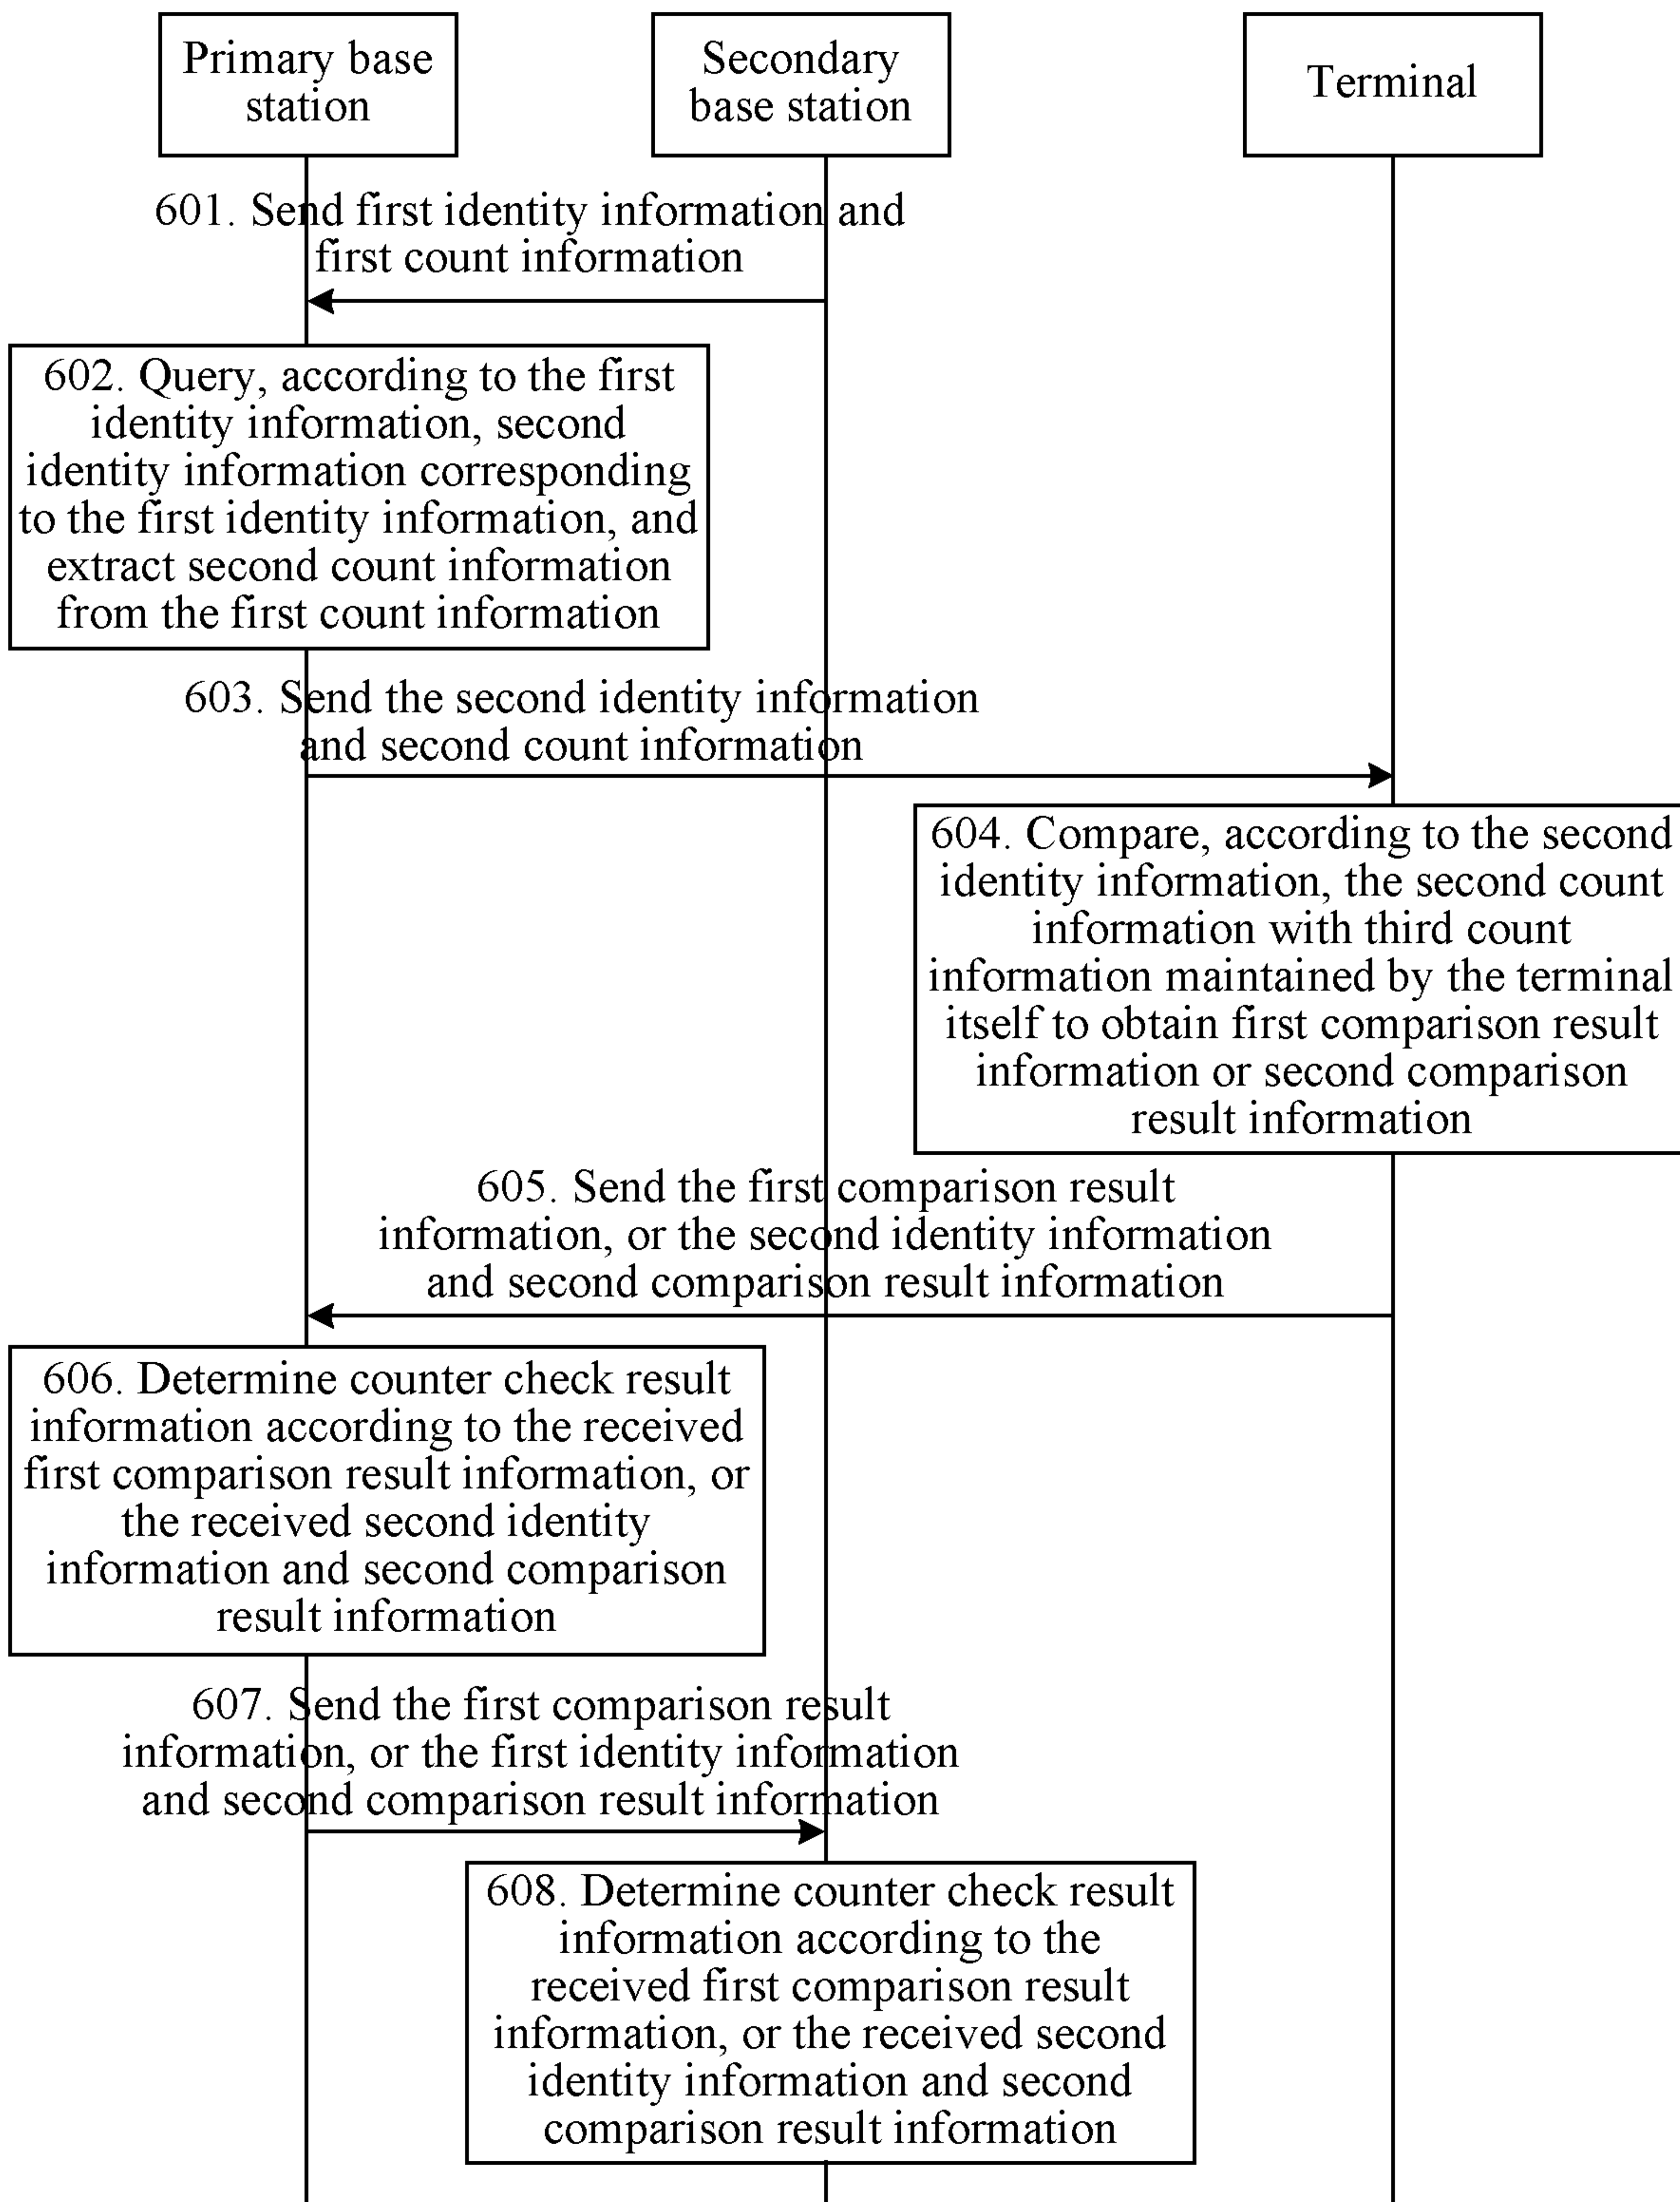 Primary base
station
Secondary
base station
Terminal
601. Send first identity information and
first count information
602. Query, according to the first
identity information, second
identity information corresponding
to the first identity information, and
extract second count information
from the first count information
603. Send the second identity information
and second count information
604. Compare, according to the second
identity information, the second count
information with third count
information maintained by the terminal
itself to obtain first comparison result
information or second comparison
result information
605. Send the first comparison result
information, or the second identity information
and second comparison result information
606. Determine counter check result
information according to the received
first comparison result information, or
the received second identity
information and second comparison
result information
607. Send the first comparison result
information, or the first identity information
and second comparison result information
608. Determine counter check result
information according to the
received first comparison result
information, or the received second
identity information and second
comparison result information